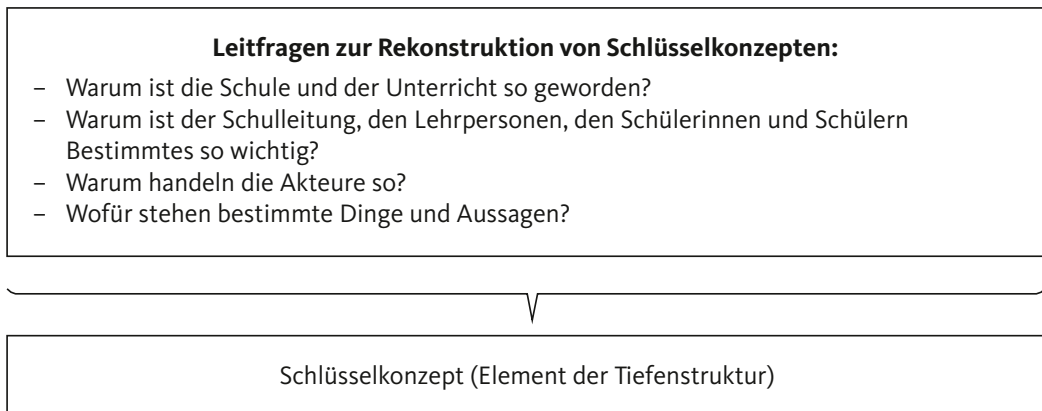 Leitfragen zur Rekonstruktion von Schlüsselkonzepten:
– Warum ist die Schule und der Unterricht so geworden?
– Warum ist der Schulleitung, den Lehrpersonen, den Schülerinnen und Schülern
Bestimmtes so wichtig?
– Warum handeln die Akteure so?
– Wofür stehen bestimmte Dinge und Aussagen?
Schlüsselkonzept (Element der Tiefenstruktur)